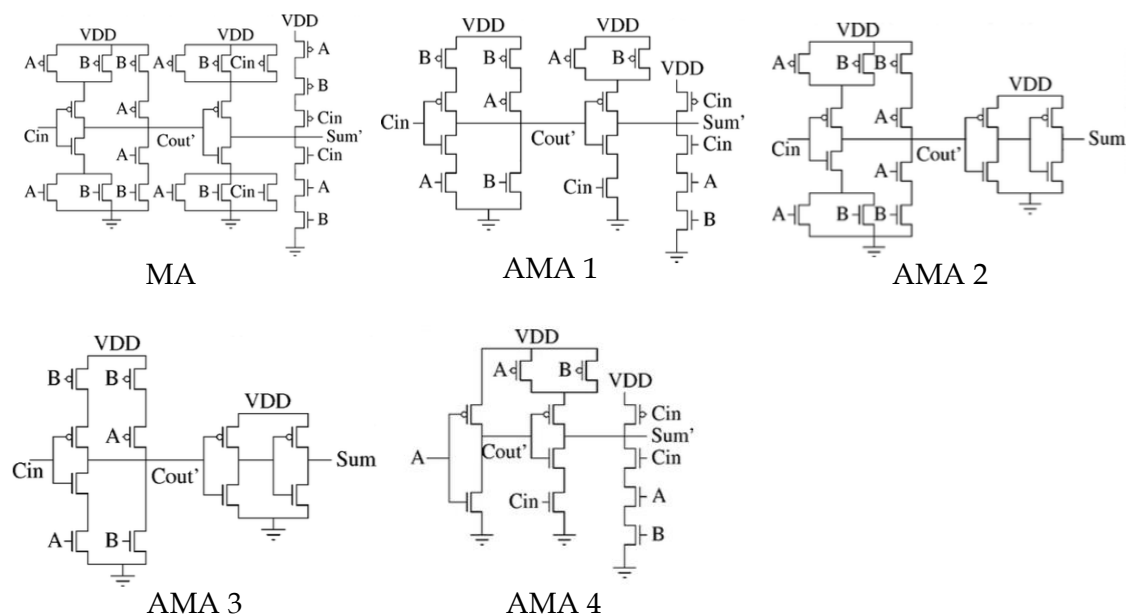 VDD VDD VDD
A B B A B Cin A
B
A Cin
Cin Cout' Sum'
A Cin
A B B A B Cin A
B
MA
VDD VDD
B B A B VDD
A Cin
Cin Cout' Sum'
Cin
A B Cin A
B
AMA 1
VDD
A B B
VDD
A
Cin Cout' Sum
A
A B B
AMA 2
VDD
B B
VDD
A
Cin Cout' Sum
A B
AMA 3
VDD
A B VDD
Cin
A Cout' Sum'
Cin
Cin A
B
AMA 4